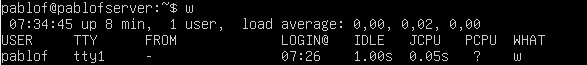 pablof@pablofserver:~$ w
 07:34:45 up 8 min,  1 user,  load average: 0,00, 0,02, 0,00
USER     TTY      FROM             LOGIN@   IDLE   JCPU   PCPU  WHAT
pablof   tty1     -                07:26    1.00s  0.05s   ?    w